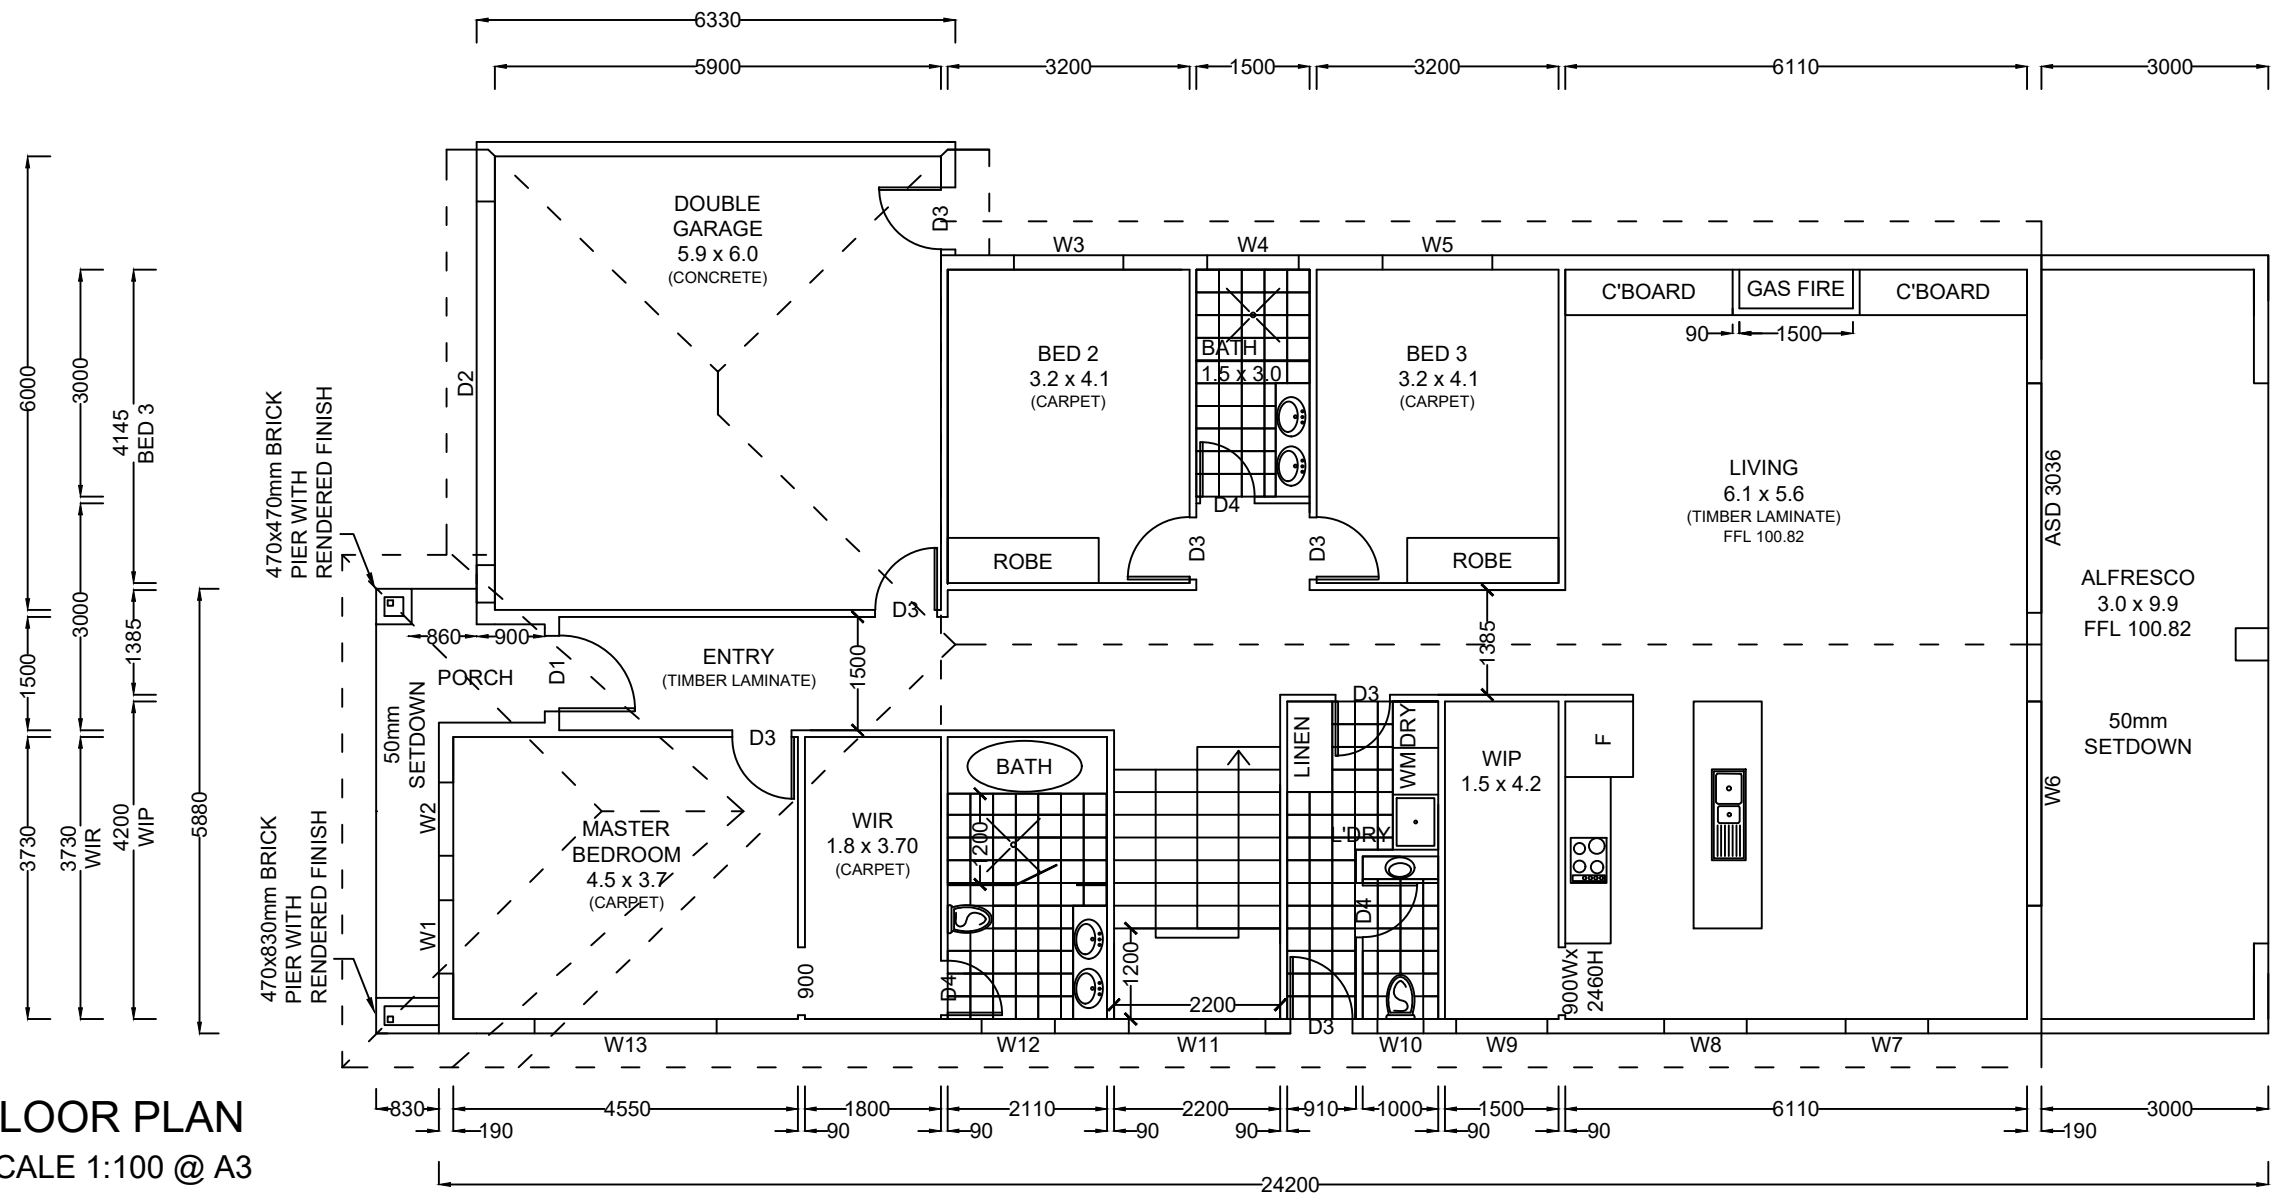 6330
5900
3200
1500
3200
6110
3000
DOUBLE
GARAGE
5.9 x 6.0
(CONCRETE)
D3
W3
W4
W5
C'BOARD
GAS FIRE
C'BOARD
90
1500
6000
3000
4145
BED 3
D2
470x470mm BRICK
PIER WITH
RENDERED FINISH
BED 2
3.2 x 4.1
(CARPET)
BATH
1.5 x 3.0
BED 3
3.2 x 4.1
(CARPET)
LIVING
6.1 x 5.6
(TIMBER LAMINATE)
FFL 100.82
ASD 3036
D4
ROBE
D3
D3
ROBE
ALFRESCO
3.0 x 9.9
FFL 100.82
D3
1500
3000
1385
860
900
PORCH
D1
ENTRY
(TIMBER LAMINATE)
1500
1385
50mm
SETDOWN
50mm
SETDOWN
D3
D3
LINEN
WM
DRY
F
WIP
1.5 x 4.2
BATH
3730
3730
WIR
4200
WIP
5880
W2
MASTER
BEDROOM
4.5 x 3.7
(CARPET)
WIR
1.8 x 3.70
(CARPET)
1200
L'DRY
W6
470x830mm BRICK
PIER WITH
RENDERED FINISH
W1
D4
900
D4
1200
2200
900Wx
2460H
D3
W13
W12
W11
W10
W9
W8
W7
LOOR PLAN
CALE 1:100 @ A3
830
4550
1800
2110
2200
910
1000
1500
6110
3000
190
90
90
90
90
90
90
190
24200